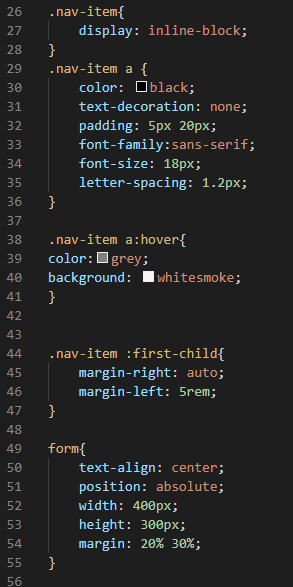 26 .nav-item{
27     display: inline-block;
28 }
29 .nav-item a {
30     color: black;
31     text-decoration: none;
32     padding: 5px 20px;
33     font-family:sans-serif;
34     font-size: 18px;
35     letter-spacing: 1.2px;
36 }
37
38 .nav-item a:hover{
39 color:grey;
40 background: whitesmoke;
41 }
42
43
44 .nav-item :first-child{
45     margin-right: auto;
46     margin-left: 5rem;
47 }
48
49 form{
50     text-align: center;
51     position: absolute;
52     width: 400px;
53     height: 300px;
54     margin: 20% 30%;
55 }
56